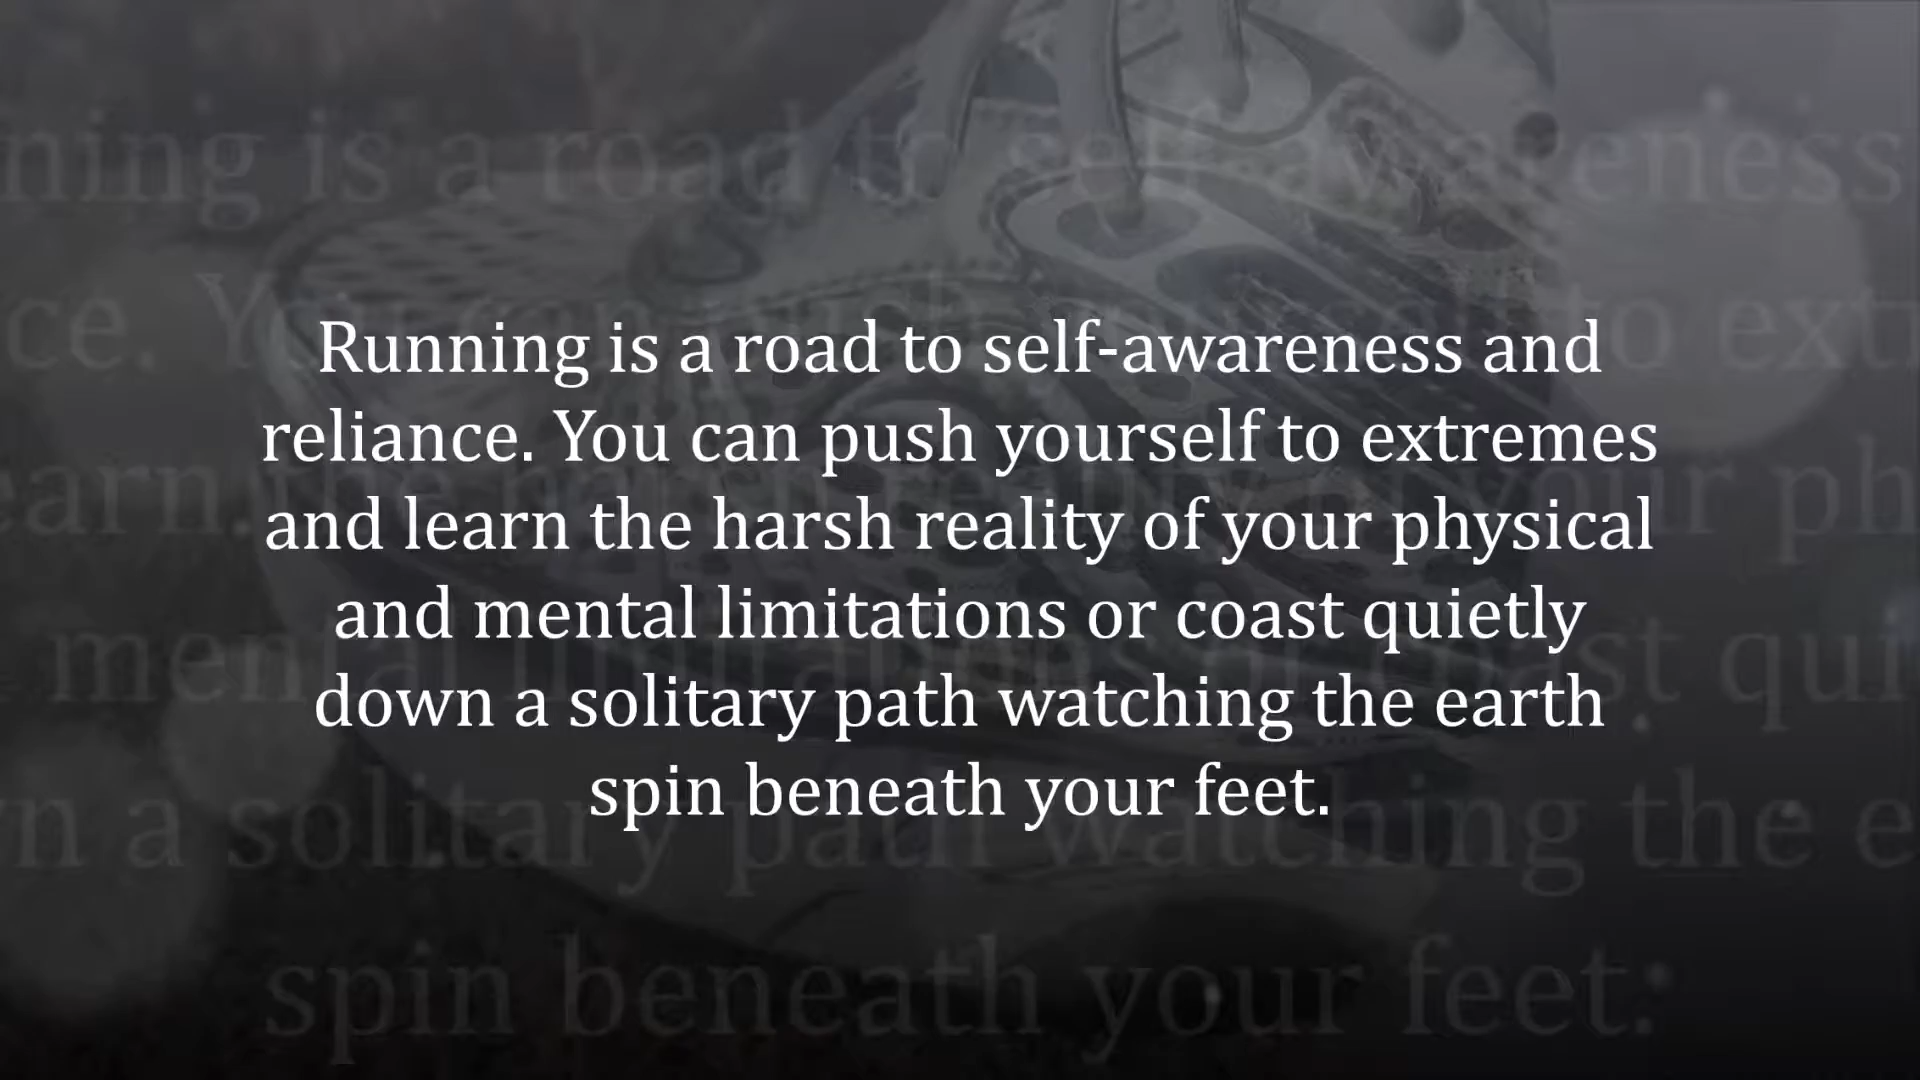 Running is a road to self-awareness and
reliance. You can push yourself to extremes
and learn the harsh reality of your physical
and mental limitations or coast quietly
down a solitary path watching the earth
spin beneath your feet.